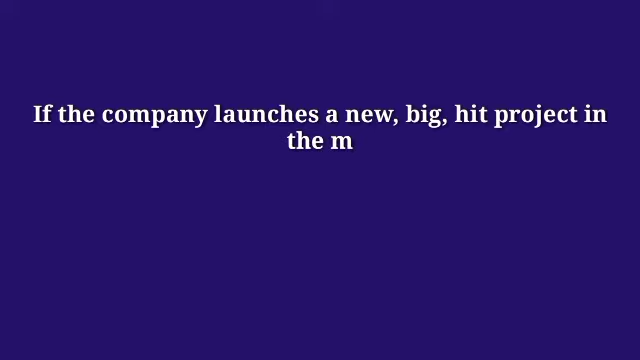 If the company launches a new, big, hit project in
the m